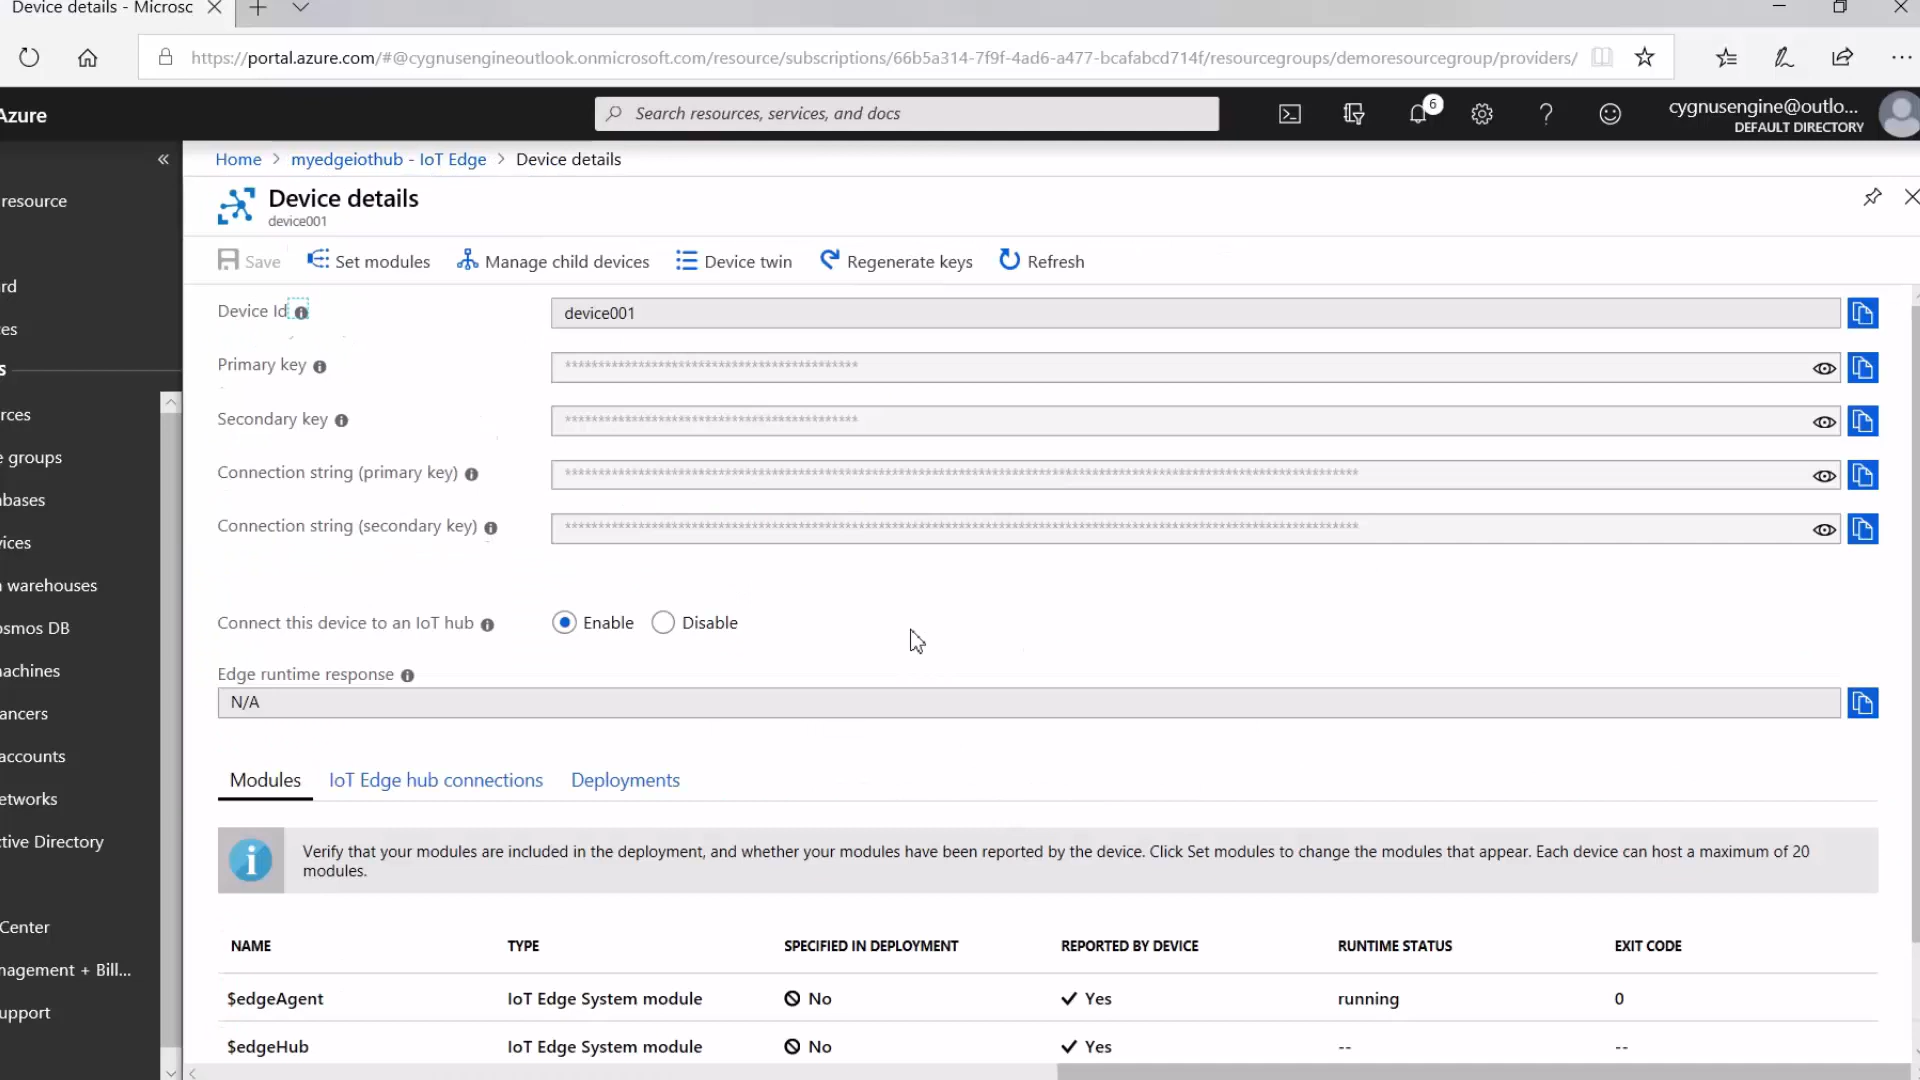 Device details - Microsc
https://portal.azure.com/#@cygnusengineoutlook.onmicrosoft.com/resource/subscriptions/66b5a314-7f9f-4ad6-a477-bcafabcd714f/resourcegroups/demoresourcegroup/providers/
Azure
Search resources, services, and docs
6
cygnusengine@outlo...
DEFAULT DIRECTORY
Home > myedgeiothub - IoT Edge > Device details
Device details
device001
Save
Set modules
Manage child devices
Device twin
Regenerate keys
Refresh
resource
rd
ces
s
rces
e groups
abases
vices
a warehouses
osmos DB
machines
ancers
accounts
etworks
ctive Directory
Center
nagement + Bill...
upport
Device Id
device001
Primary key
********************************************
Secondary key
********************************************
Connection string (primary key)
***********************************************************************************************************************
Connection string (secondary key)
***********************************************************************************************************************
Connect this device to an IoT hub
Enable
Disable
Edge runtime response
N/A
Modules
IoT Edge hub connections
Deployments
Verify that your modules are included in the deployment, and whether your modules have been reported by the device. Click Set modules to change the modules that appear. Each device can host a maximum of 20
modules.
NAME TYPE SPECIFIED IN DEPLOYMENT REPORTED BY DEVICE RUNTIME STATUS EXIT CODE
$edgeAgent IoT Edge System module No Yes running 0
$edgeHub IoT Edge System module No Yes -- --